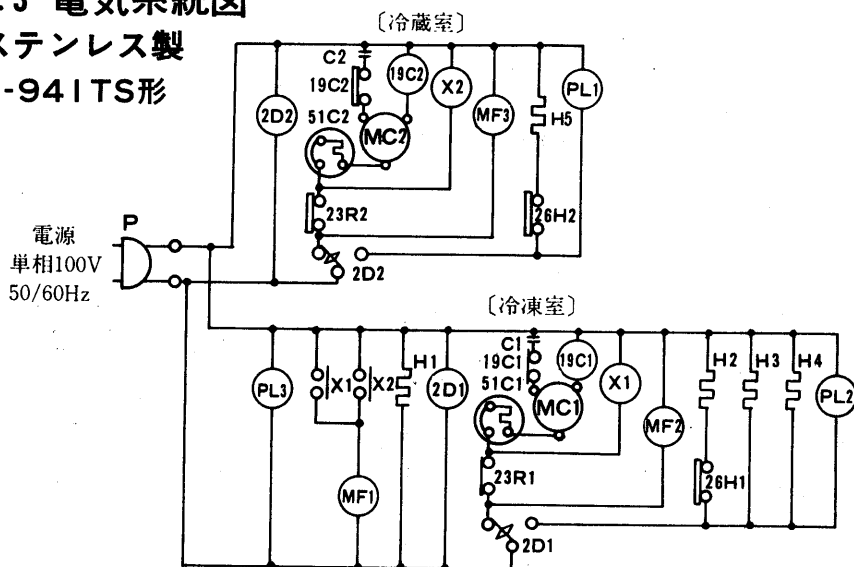 電気系統図
ステンレス製
-941TS形
〔冷蔵室〕
C2
19C2
19C2
X2
PL1
2D2
51C2
MC2
MF3
H5
23R2
26H2
2D2
P
電源
単相100V
50/60Hz
〔冷凍室〕
C1
19C1
19C1
51C1
MC1
X1
H2
H3
H4
PL2
PL3
X1
X2
H1
2D1
MF2
23R1
26H1
MF1
2D1